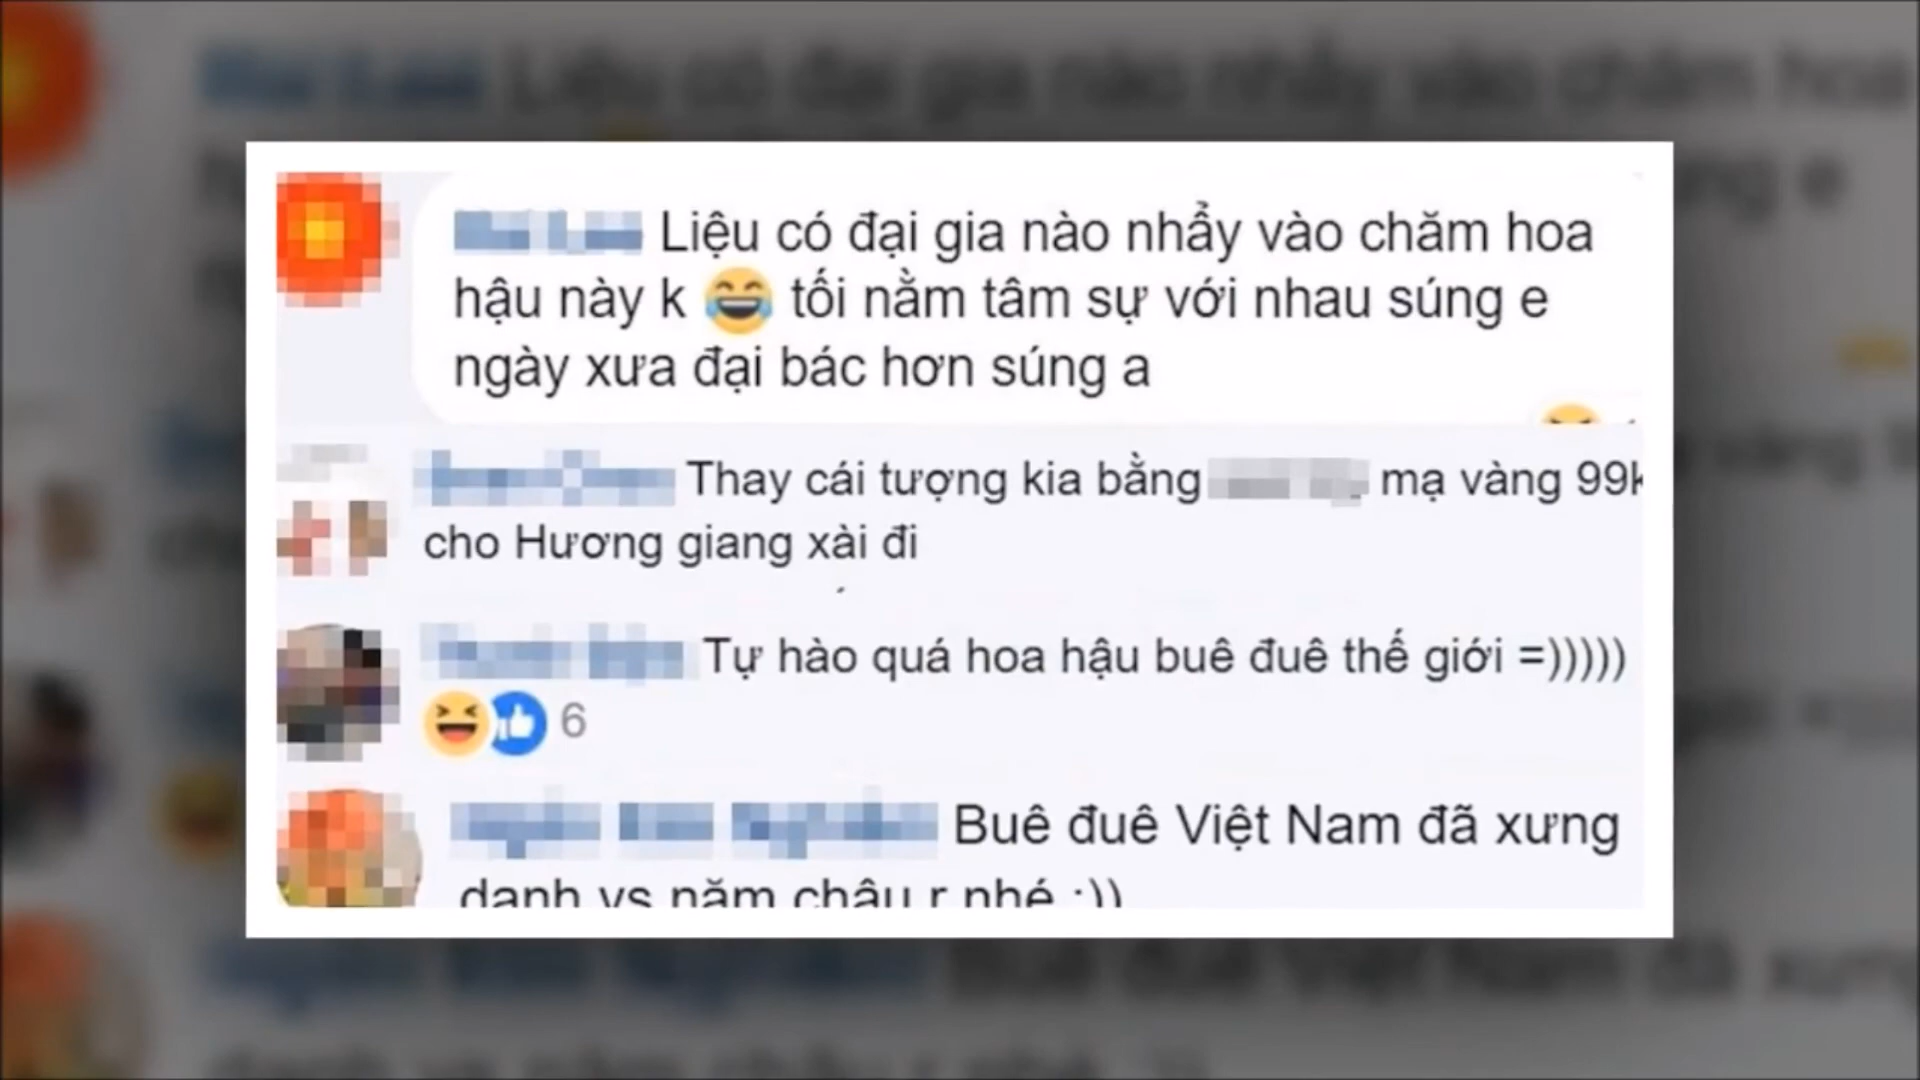 Liệu có đại gia nào nhẩy vào chăm hoa
hậu này k 😂 tối nằm tâm sự với nhau súng e
ngày xưa đại bác hơn súng a
Thay cái tượng kia bằng mạ vàng 99k
cho Hương giang xài đi
Tự hào quá hoa hậu buê đuê thế giới =)))))
6
Buê đuê Việt Nam đã xưng
danh vs năm châu r nhé :))